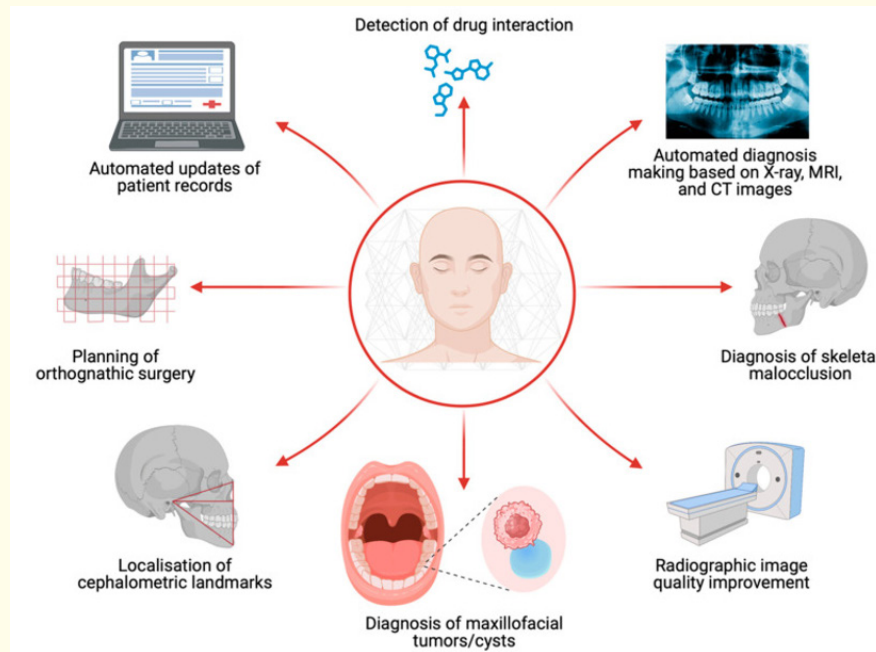 Detection of drug interaction
Automated updates of
patient records
Automated diagnosis
making based on X-ray, MRI,
and CT images
Planning of
orthognathic surgery
Diagnosis of skeletal
malocclusion
Localisation of
cephalometric landmarks
Diagnosis of maxillofacial
tumors/cysts
Radiographic image
quality improvement